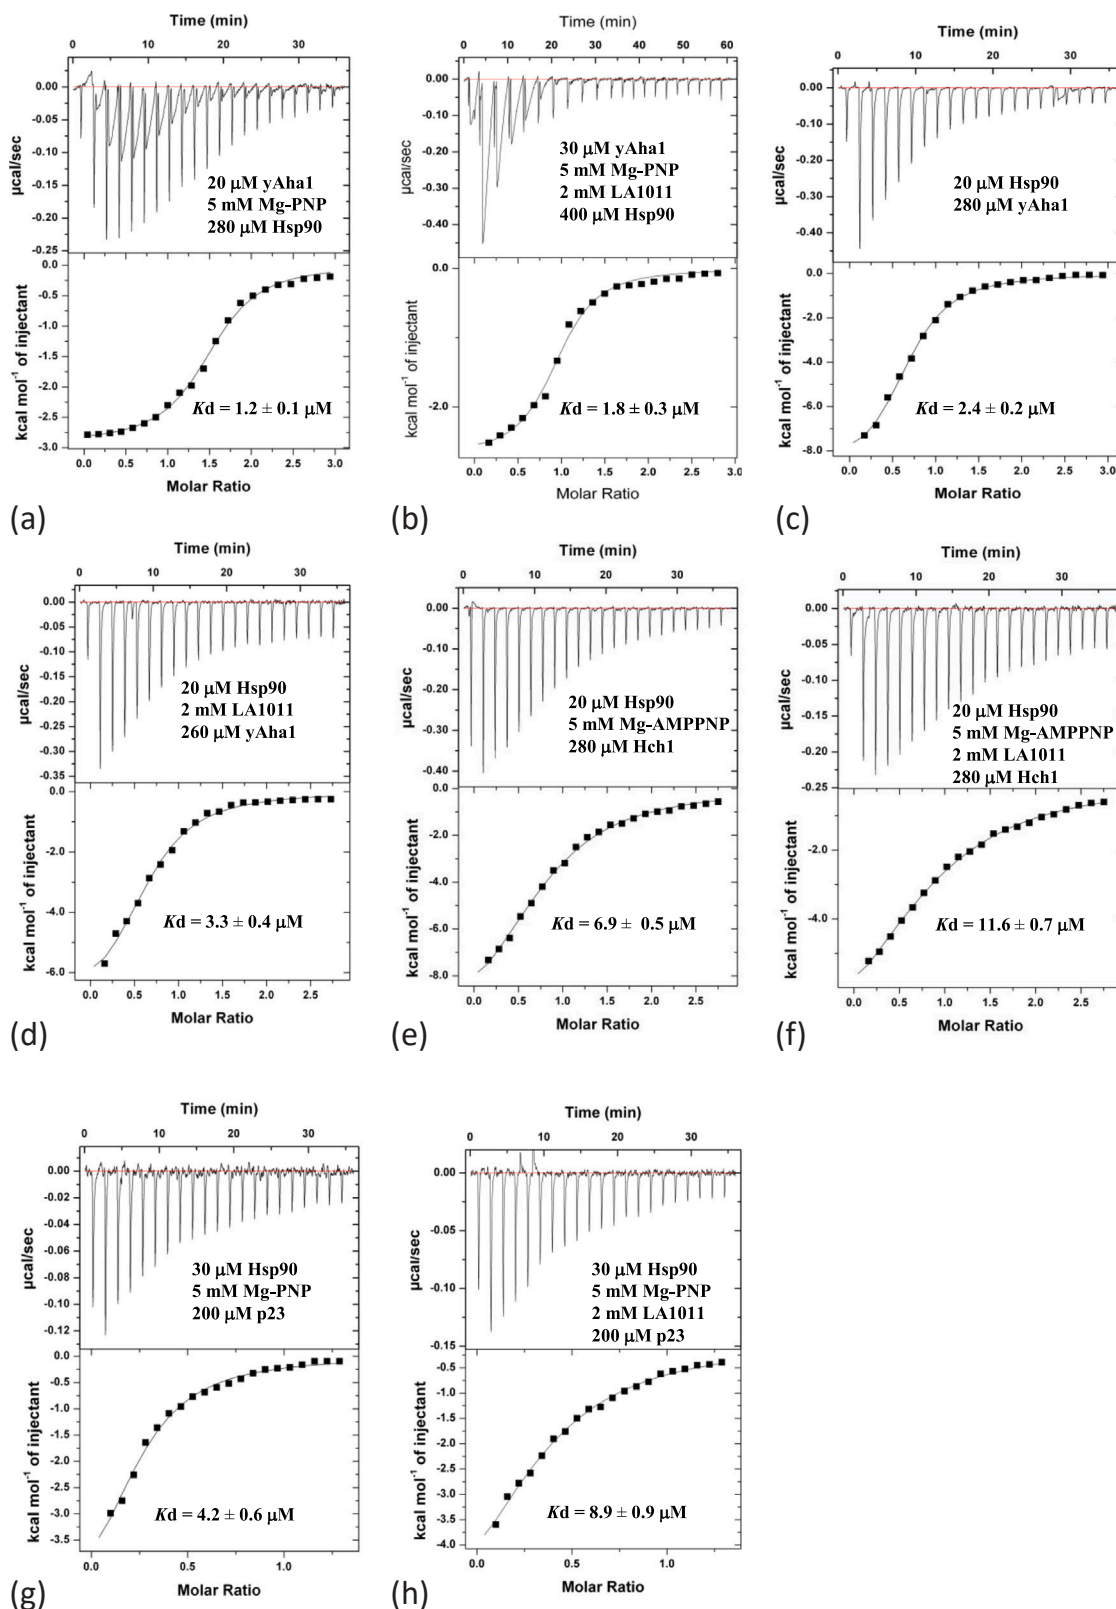 Time (min)
0 10 20 30
0.00
-0.05
-0.10
-0.15
-0.20
-0.25
µcal/sec
20 µM yAha1
5 mM Mg-PNP
280 µM Hsp90
0.0
-0.5
-1.0
-1.5
-2.0
-2.5
-3.0
kcal mol⁻¹ of injectant
Kd = 1.2 ± 0.1 µM
0.0 0.5 1.0 1.5 2.0 2.5 3.0
Molar Ratio
(a)
Time (min)
0 10 20 30 40 50 60
0.00
-0.10
-0.20
-0.30
-0.40
µcal/sec
30 µM yAha1
5 mM Mg-PNP
2 mM LA1011
400 µM Hsp90
0.0
-2.0
kcal mol⁻¹ of injectant
Kd = 1.8 ± 0.3 µM
0.0 0.5 1.0 1.5 2.0 2.5 3.0
Molar Ratio
(b)
Time (min)
0 10 20 30
0.00
-0.10
-0.20
-0.30
-0.40
µcal/sec
20 µM Hsp90
280 µM yAha1
0.0
-2.0
-4.0
-6.0
-8.0
kcal mol⁻¹ of injectant
Kd = 2.4 ± 0.2 µM
0.0 0.5 1.0 1.5 2.0 2.5 3.0
Molar Ratio
(c)
Time (min)
0 10 20 30
0.00
-0.05
-0.10
-0.15
-0.20
-0.25
-0.30
-0.35
µcal/sec
20 µM Hsp90
2 mM LA1011
260 µM yAha1
0.0
-2.0
-4.0
-6.0
kcal mol⁻¹ of injectant
Kd = 3.3 ± 0.4 µM
0.0 0.5 1.0 1.5 2.0 2.5
Molar Ratio
(d)
Time (min)
0 10 20 30
0.00
-0.10
-0.20
-0.30
-0.40
µcal/sec
20 µM Hsp90
5 mM Mg-AMPPNP
280 µM Hch1
0.0
-2.0
-4.0
-6.0
-8.0
kcal mol⁻¹ of injectant
Kd = 6.9 ± 0.5 µM
0.0 0.5 1.0 1.5 2.0 2.5
Molar Ratio
(e)
Time (min)
0 10 20 30
0.00
-0.05
-0.10
-0.15
-0.20
-0.25
µcal/sec
20 µM Hsp90
5 mM Mg-AMPPNP
2 mM LA1011
280 µM Hch1
-2.0
-4.0
kcal mol⁻¹ of injectant
Kd = 11.6 ± 0.7 µM
0.0 0.5 1.0 1.5 2.0 2.5
Molar Ratio
(f)
Time (min)
0 10 20 30
0.00
-0.02
-0.04
-0.06
-0.08
-0.10
-0.12
µcal/sec
30 µM Hsp90
5 mM Mg-PNP
200 µM p23
0.0
-0.5
-1.0
-1.5
-2.0
-2.5
-3.0
-3.5
kcal mol⁻¹ of injectant
Kd = 4.2 ± 0.6 µM
0.0 0.5 1.0
Molar Ratio
(g)
Time (min)
0 10 20 30
0.00
-0.05
-0.10
-0.15
µcal/sec
30 µM Hsp90
5 mM Mg-PNP
2 mM LA1011
200 µM p23
-0.5
-1.0
-1.5
-2.0
-2.5
-3.0
-3.5
-4.0
kcal mol⁻¹ of injectant
Kd = 8.9 ± 0.9 µM
0.0 0.5 1.0
Molar Ratio
(h)